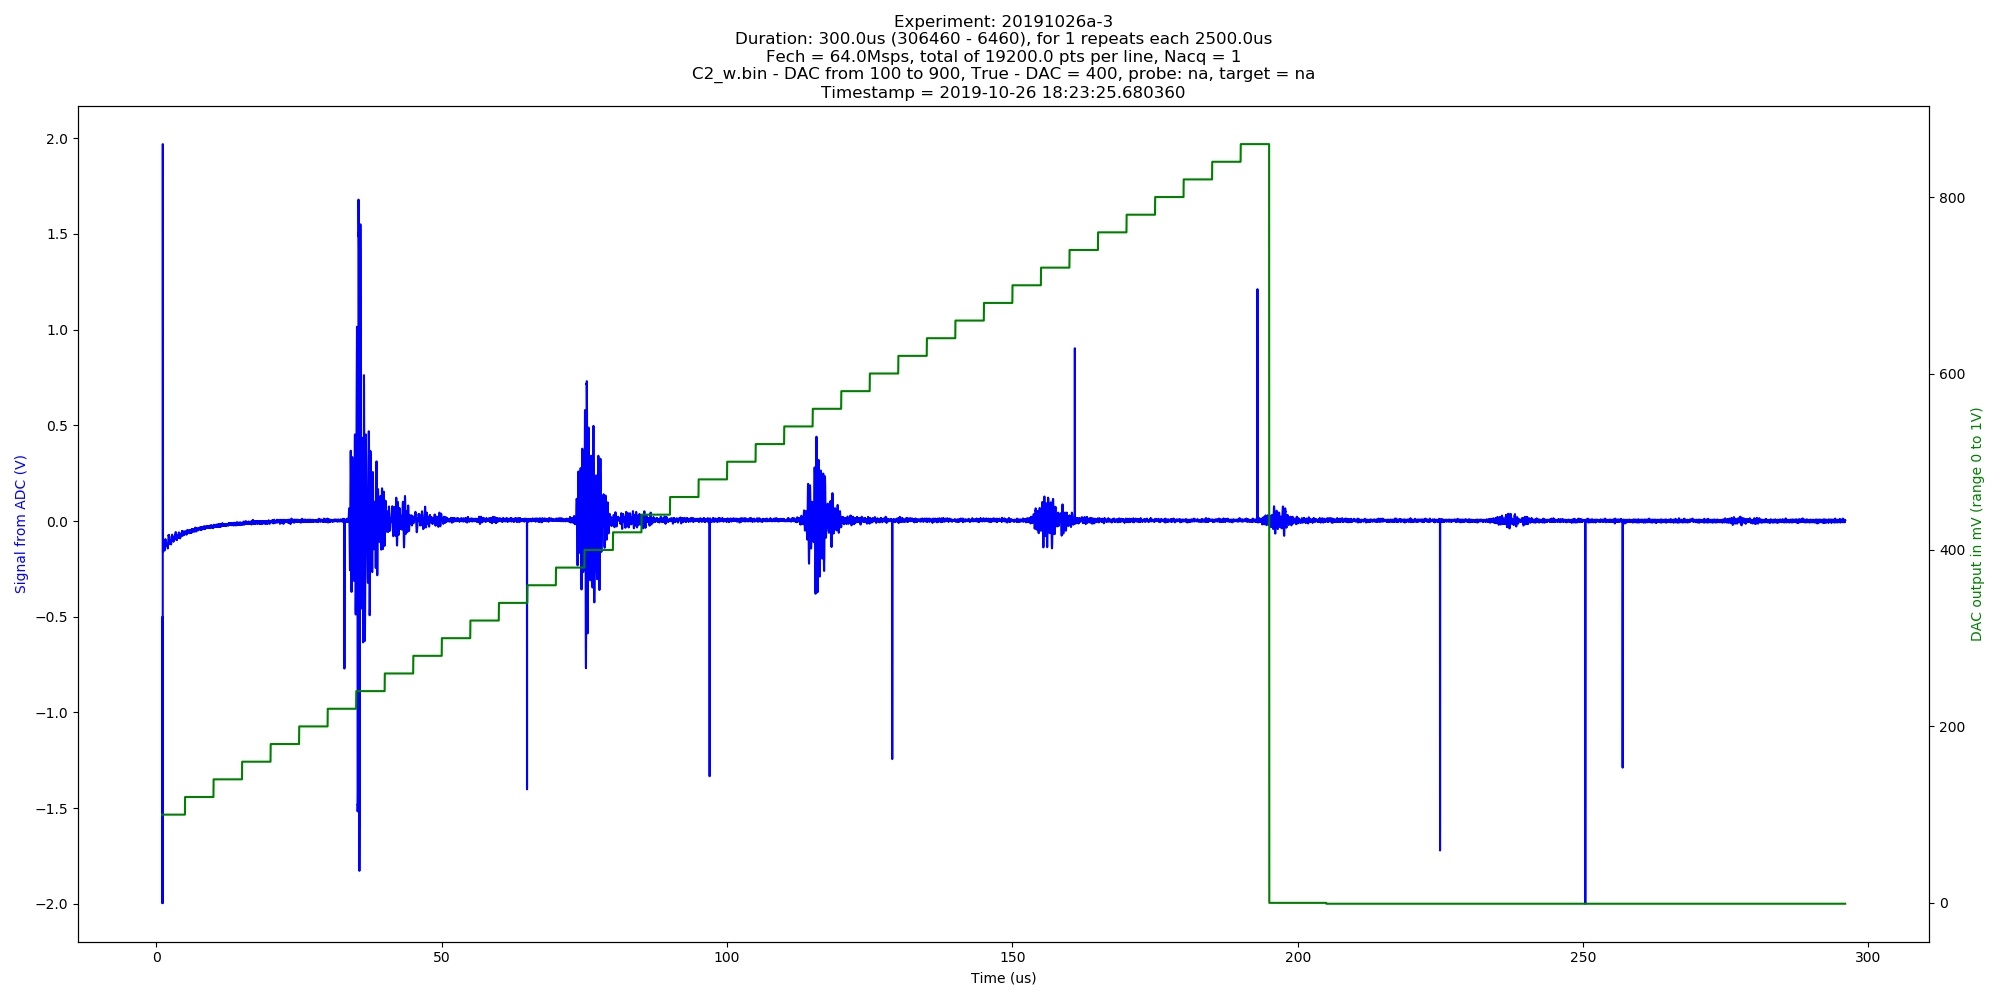 Experiment: 20191026a-3
Duration: 300.0us (306460 - 6460), for 1 repeats each 2500.0us
Fech = 64.0Msps, total of 19200.0 pts per line, Nacq = 1
C2_w.bin - DAC from 100 to 900, True - DAC = 400, probe: na, target = na
Timestamp = 2019-10-26 18:23:25.680360
Signal from ADC (V)
2.0
1.5
1.0
0.5
0.0
−0.5
−1.0
−1.5
−2.0
800
600
400
200
0
DAC output in mV (range 0 to 1V)
0 50 100 150 200 250 300
Time (us)